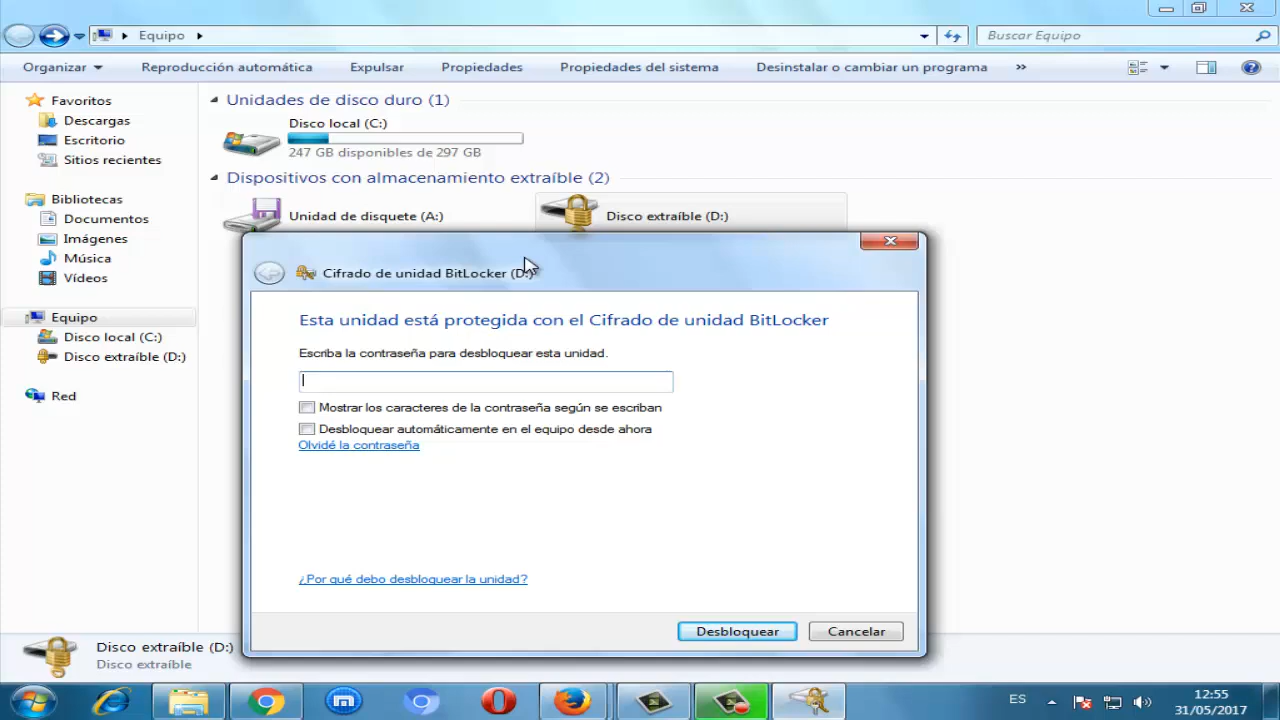 Equipo
Buscar Equipo
Organizar Reproducción automática Expulsar Propiedades Propiedades del sistema Desinstalar o cambiar un programa »
Favoritos
Descargas
Escritorio
Sitios recientes
Bibliotecas
Documentos
Imágenes
Música
Vídeos
Equipo
Disco local (C:)
Disco extraíble (D:)
Red
Unidades de disco duro (1)
Disco local (C:)
247 GB disponibles de 297 GB
Dispositivos con almacenamiento extraíble (2)
Unidad de disquete (A:)
Disco extraíble (D:)
Cifrado de unidad BitLocker (D:)
Esta unidad está protegida con el Cifrado de unidad BitLocker
Escriba la contraseña para desbloquear esta unidad.
Mostrar los caracteres de la contraseña según se escriban
Desbloquear automáticamente en el equipo desde ahora
Olvidé la contraseña
¿Por qué debo desbloquear la unidad?
Desbloquear Cancelar
Disco extraíble (D:)
Disco extraíble
ES
12:55
31/05/2017